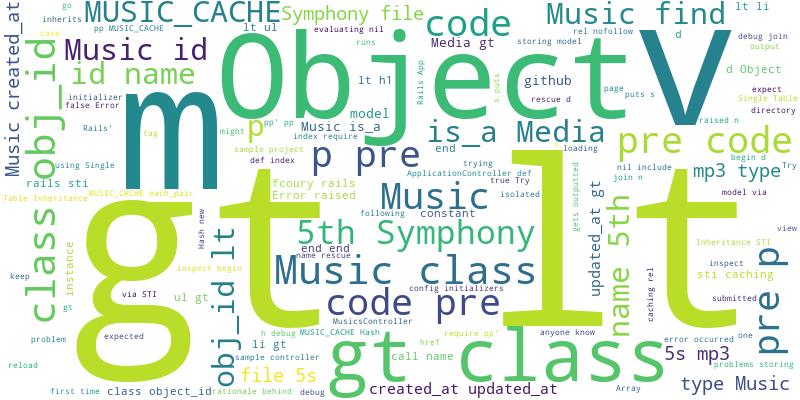 go
inherits
case
MUSIC_CACHE
pp MUSIC_CACHE
Symphony file
evaluating nil
runs
code
Music find
rel nofollow
lt li
debug join
output
Music created_at
Music id
id name
initializer
false Error
lt ul
Object
V
m
lt h1
model
Media gt
storing model
Rails App
s puts
github
rescue d
page
puts s
d
d Object
expect
Single Table
directory
obj_id
Rails'
using Single
rails sti
Table Inheritance
MUSIC_CACHE each_pair
tag
might
p
pp' pp
Music is_a
index require
sample project
def index
end
is_a Media
loading
pre code
raised n
begin d
nil include
join n
Try
p pre
trying
ApplicationController def
true Try
isolated
mp3 type
model via
class
gt
lt
fcoury rails
Error raised
Music
constant
following
gets outputted
name 5th
view
Hash new
5th Symphony
end end
name rescue
Inheritance STI
inspect
sti caching
instance
keep
gt
via STI
inspect begin
ul gt
obj_id lt
Music class
config initializers
code pre
updated_at gt
caching rel
submitted
pre p
expected
problem
reload
first time
class object_id
li gt
h debug
MUSIC_CACHE Hash
MusicsController
sample controller
file 5s
rationale behind
debug
href
call name
gt class
require pp'
anyone know
created_at updated_at
Array
error occurred
one
5s mp3
problems storing
type Music